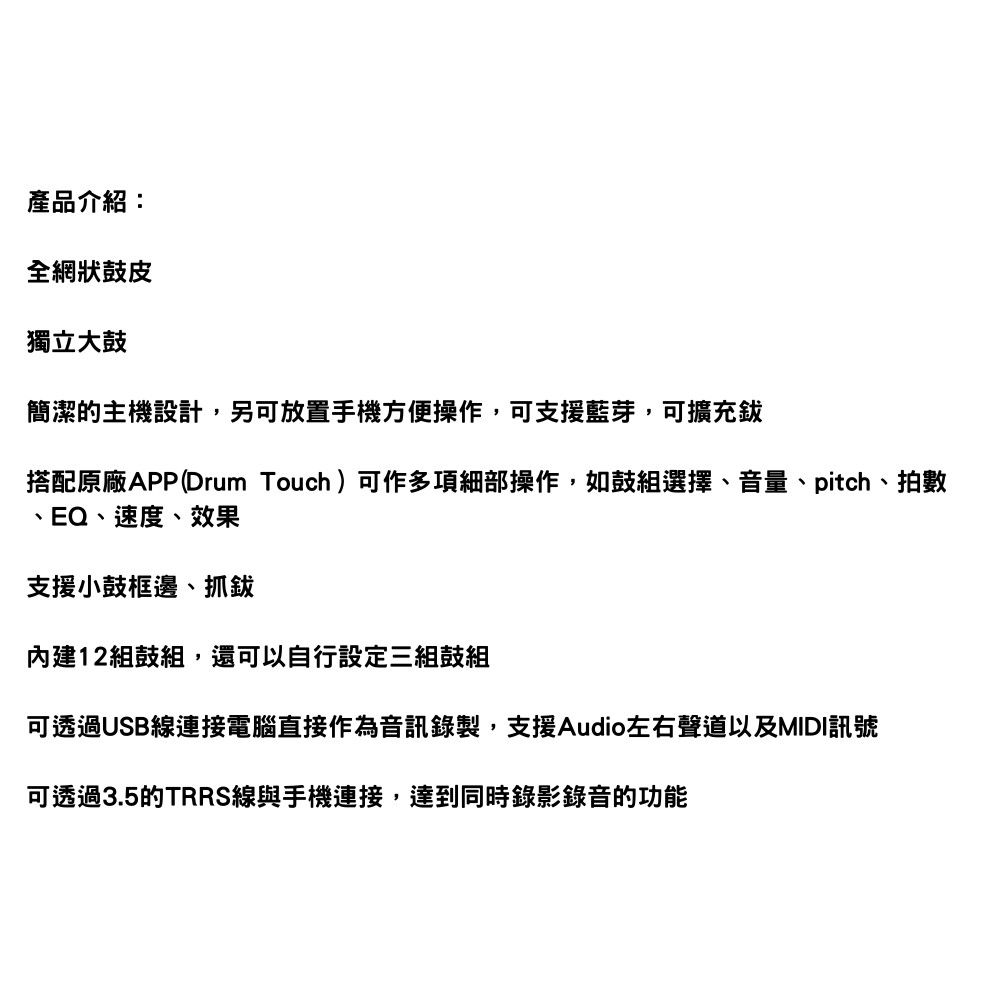 產品介紹：
全網狀鼓皮
獨立大鼓
簡潔的主機設計，另可放置手機方便操作，可支援藍芽，可擴充鈸
搭配原廠APP(Drum Touch）可作多項細部操作，如鼓組選擇、音量、pitch、拍數
、EQ、速度、效果
支援小鼓框邊、抓鈸
內建12組鼓組，還可以自行設定三組鼓組
可透過USB線連接電腦直接作為音訊錄製，支援Audio左右聲道以及MIDI訊號
可透過3.5的TRRS線與手機連接，達到同時錄影錄音的功能